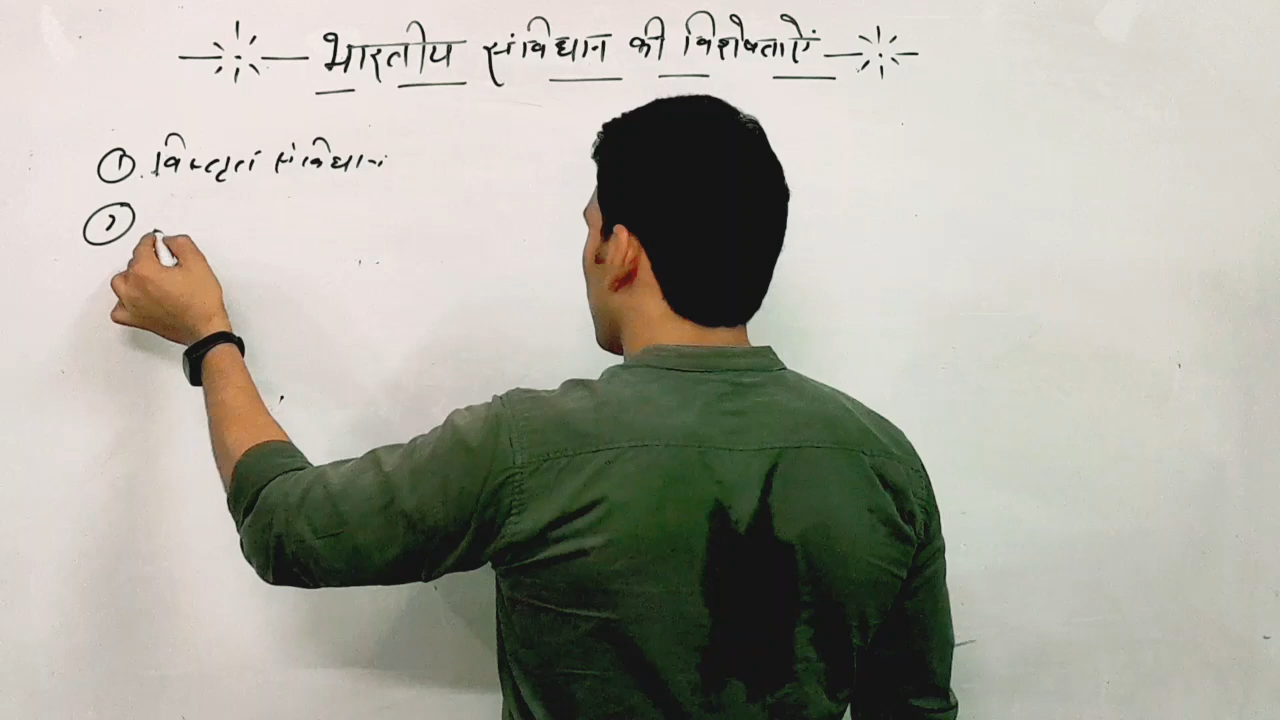 भारतीय संविधान की विशेषताऐं
①. विस्तृत संविधान
②